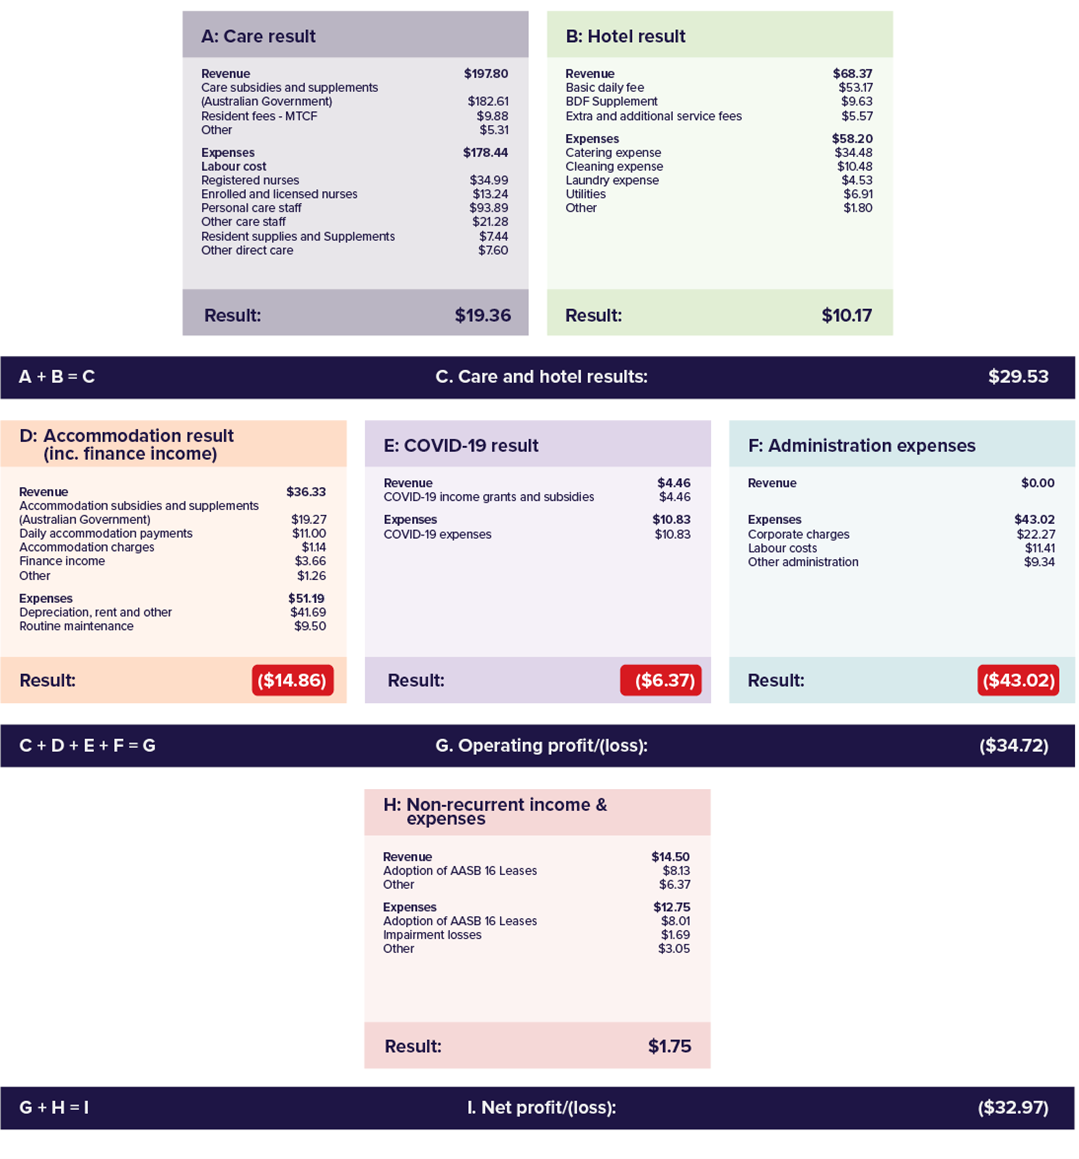 A: Care result
Revenue $197.80
Care subsidies and supplements
(Australian Government) $182.61
Resident fees - MTCF $9.88
Other $5.31
Expenses $178.44
Labour cost
Registered nurses $34.99
Enrolled and licensed nurses $13.24
Personal care staff $93.89
Other care staff $21.28
Resident supplies and Supplements $7.44
Other direct care $7.60
Result: $19.36
B: Hotel result
Revenue $68.37
Basic daily fee $53.17
BDF Supplement $9.63
Extra and additional service fees $5.57
Expenses $58.20
Catering expense $34.48
Cleaning expense $10.48
Laundry expense $4.53
Utilities $6.91
Other $1.80
Result: $10.17
A + B = C C. Care and hotel results: $29.53
D: Accommodation result
(inc. finance income)
Revenue $36.33
Accommodation subsidies and supplements
(Australian Government) $19.27
Daily accommodation payments $11.00
Accommodation charges $1.14
Finance income $3.66
Other $1.26
Expenses $51.19
Depreciation, rent and other $41.69
Routine maintenance $9.50
Result: ($14.86)
E: COVID-19 result
Revenue $4.46
COVID-19 income grants and subsidies $4.46
Expenses $10.83
COVID-19 expenses $10.83
Result: ($6.37)
F: Administration expenses
Revenue $0.00
Expenses $43.02
Corporate charges $22.27
Labour costs $11.41
Other administration $9.34
Result: ($43.02)
C + D + E + F = G G. Operating profit/(loss): ($34.72)
H: Non-recurrent income &
expenses
Revenue $14.50
Adoption of AASB 16 Leases $8.13
Other $6.37
Expenses $12.75
Adoption of AASB 16 Leases $8.01
Impairment losses $1.69
Other $3.05
Result: $1.75
G + H = I I. Net profit/(loss): ($32.97)